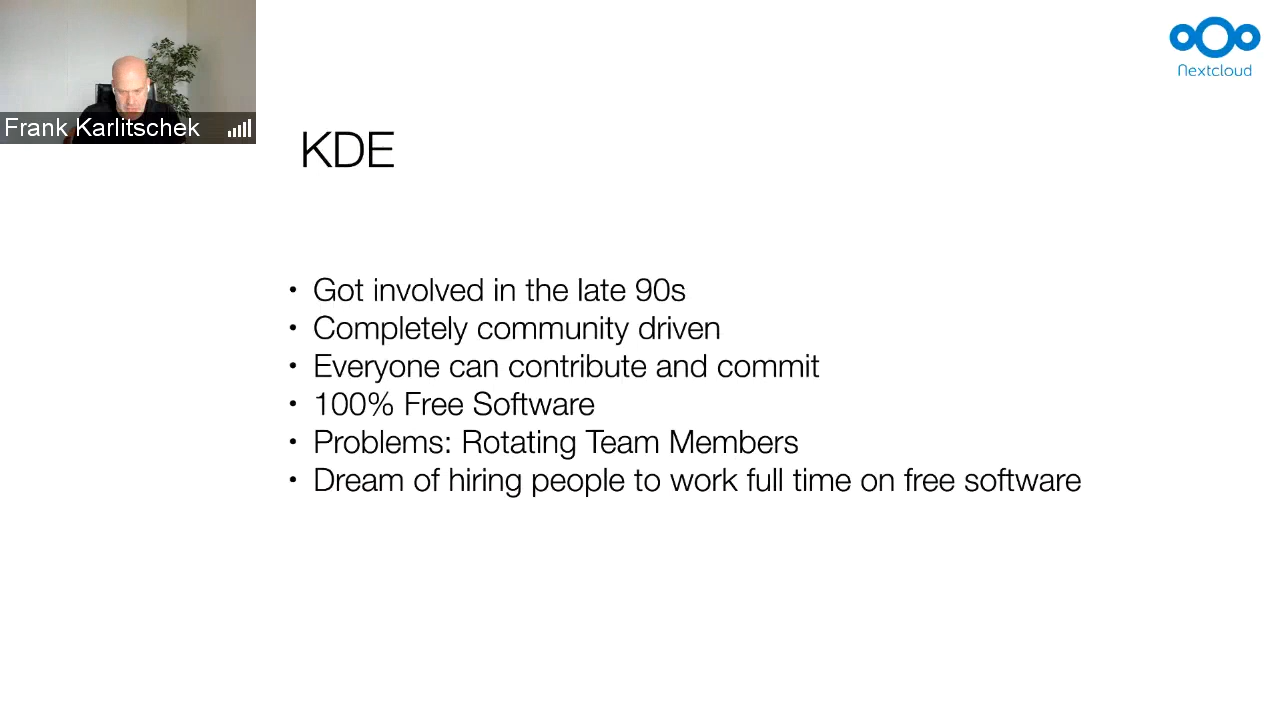 Frank Karlitschek
Nextcloud
KDE
• Got involved in the late 90s
• Completely community driven
• Everyone can contribute and commit
• 100% Free Software
• Problems: Rotating Team Members
• Dream of hiring people to work full time on free software